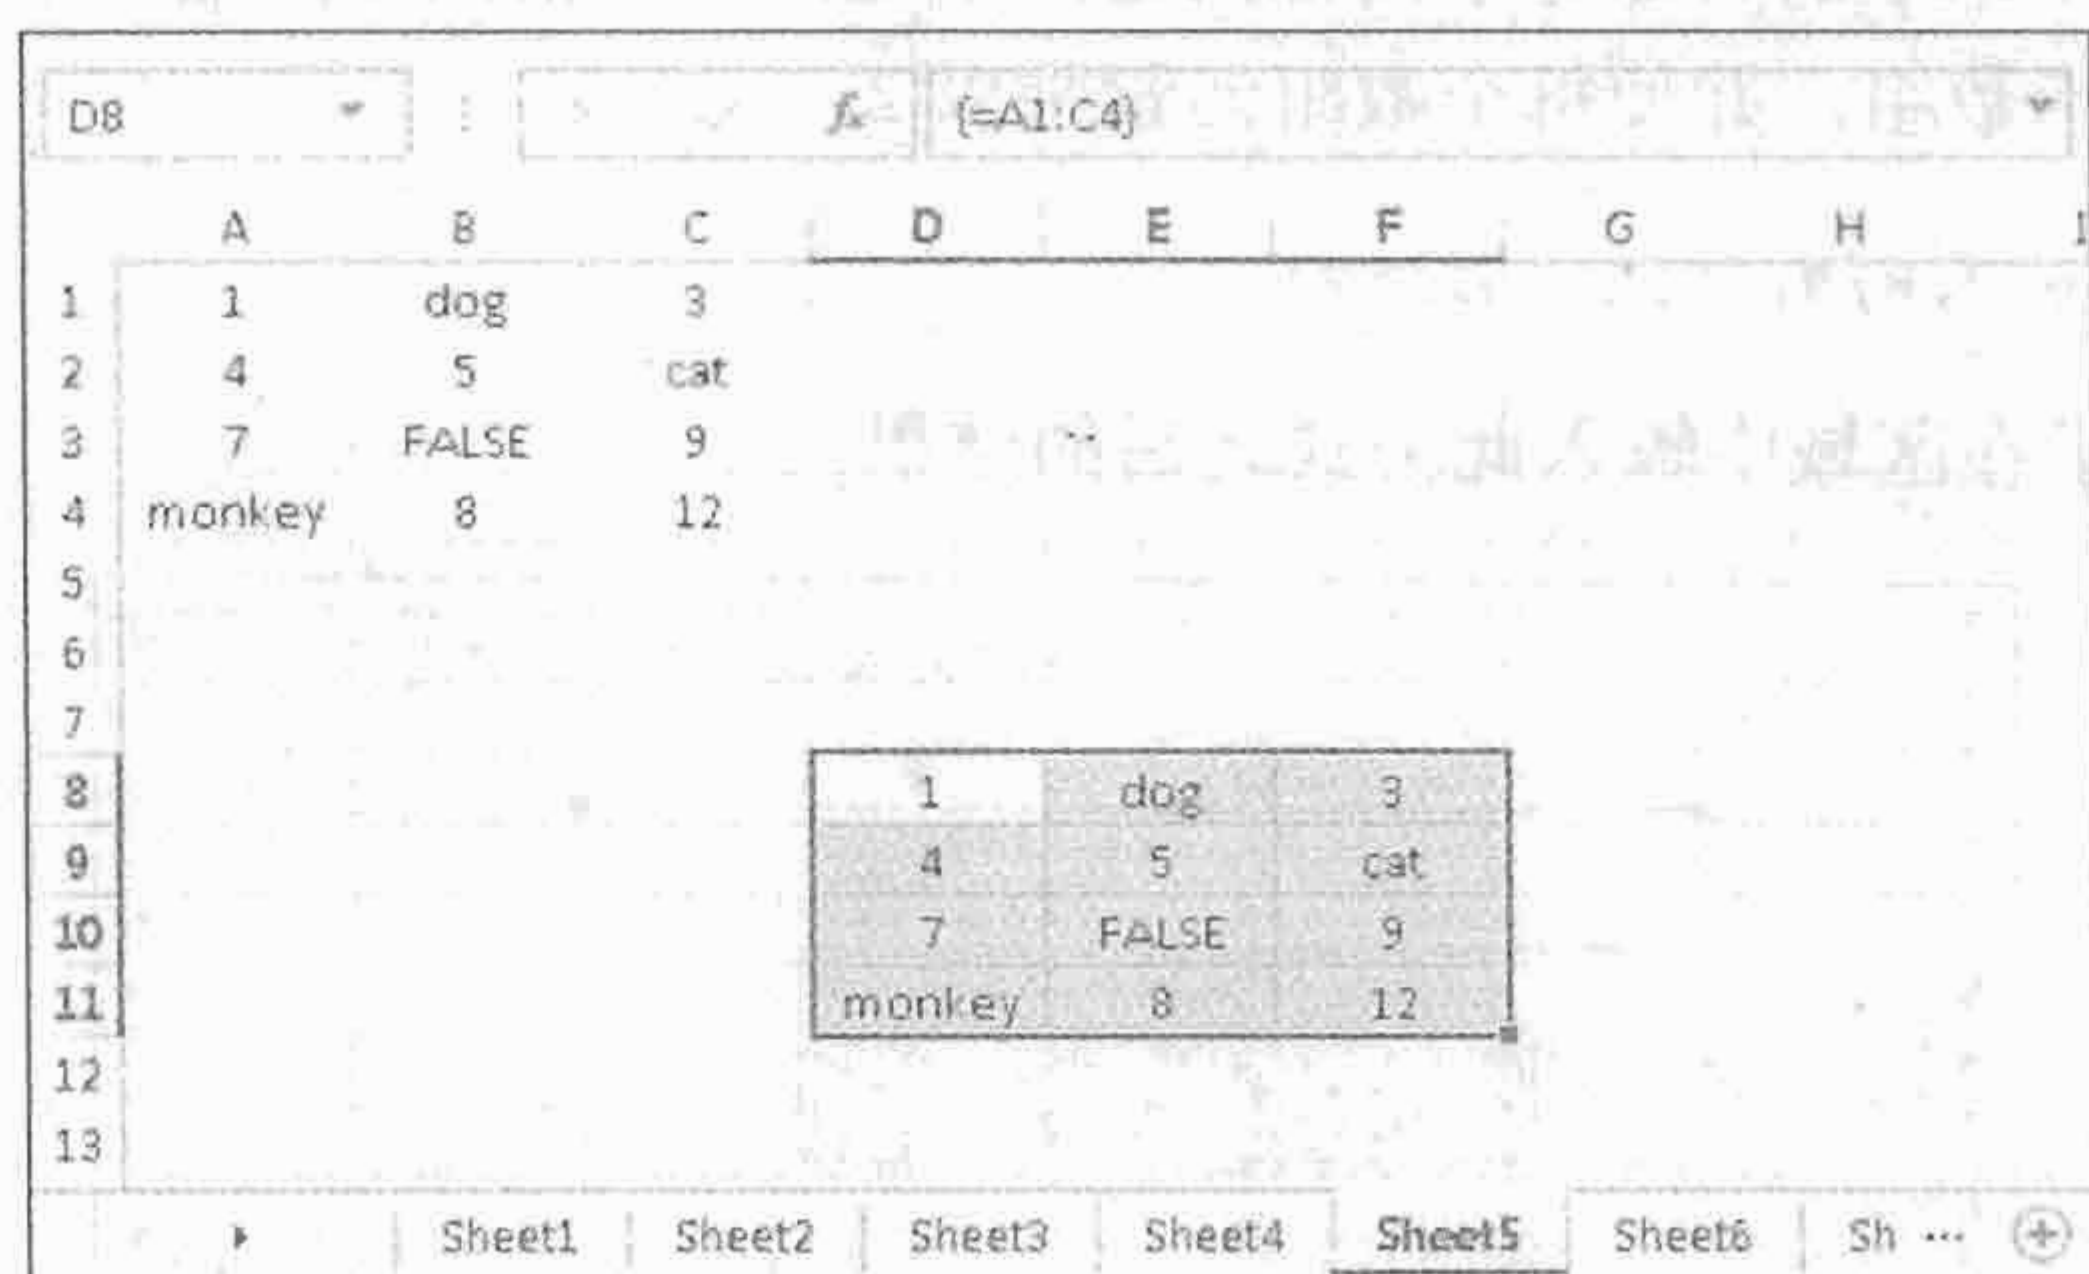 D8 fx {=A1:C4}
A B C D E F G H I
1 1 dog 3
2 4 5 cat
3 7 FALSE 9
4 monkey 8 12
5
6
7
8 1 dog 3
9 4 5 cat
10 7 FALSE 9
11 monkey 8 12
12
13
Sheet1 Sheet2 Sheet3 Sheet4 Sheet5 Sheet6 Sh ...